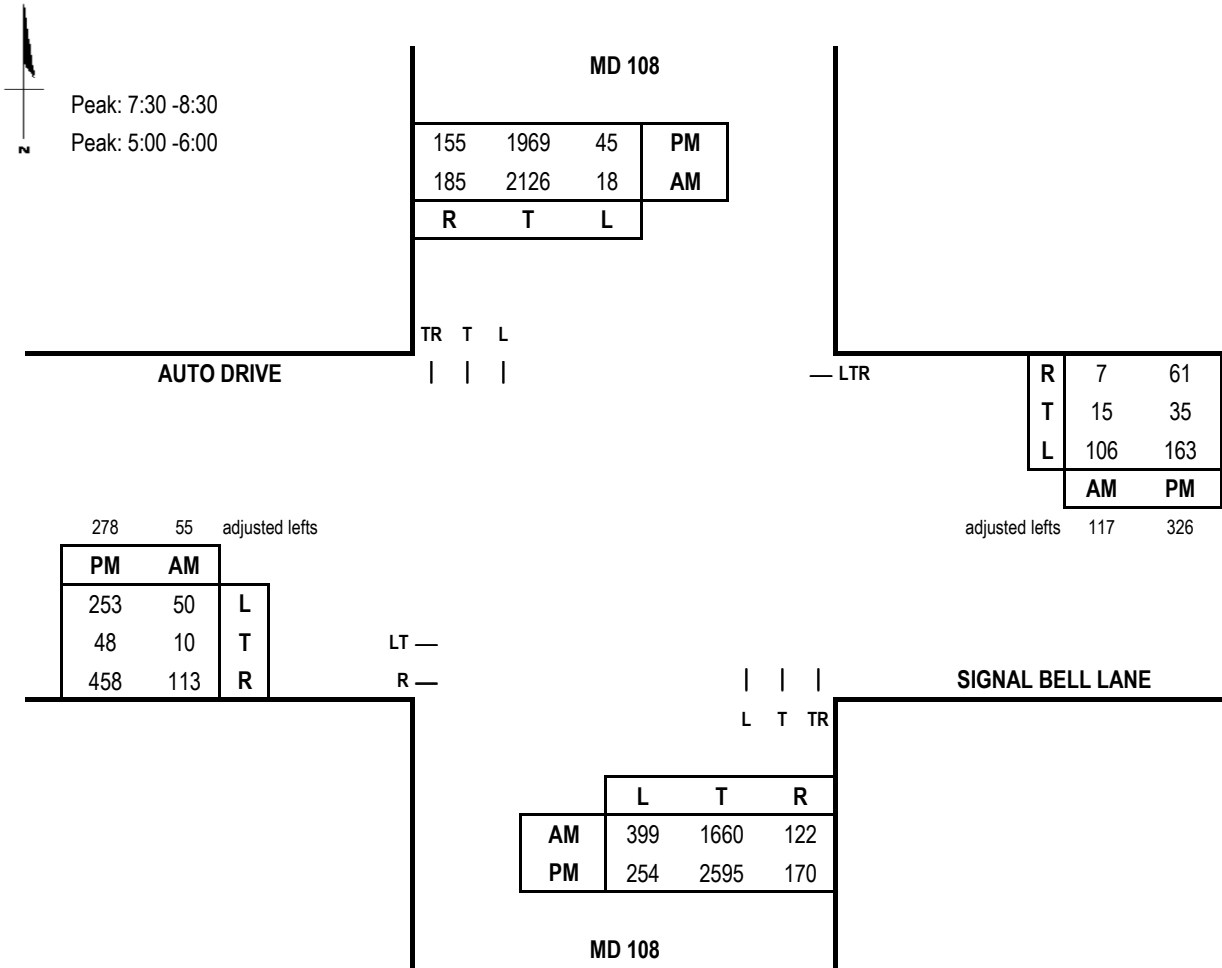 MD 108
Peak: 7:30 -8:30
Peak: 5:00 -6:00
N
155 1969 45 PM
185 2126 18 AM
R T L
TR T L
AUTO DRIVE
LTR
R 7 61
T 15 35
L 106 163
AM PM
adjusted lefts 117 326
278 55 adjusted lefts
PM AM
253 50 L
48 10 T
458 113 R
LT
R
SIGNAL BELL LANE
L T TR
L T R
AM 399 1660 122
PM 254 2595 170
MD 108